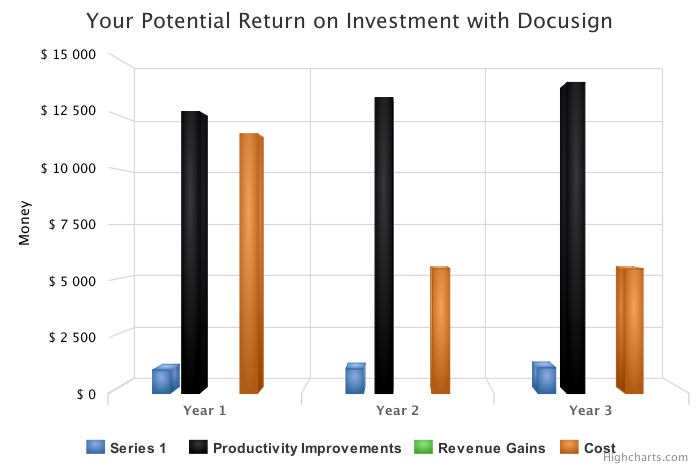 Your Potential Return on Investment with Docusign
$ 15 000
$ 12 500
$ 10 000
$ 7 500
$ 5 000
$ 2 500
$ 0
Money
Year 1
Year 2
Year 3
Series 1
Productivity Improvements
Revenue Gains
Cost
Highcharts.com